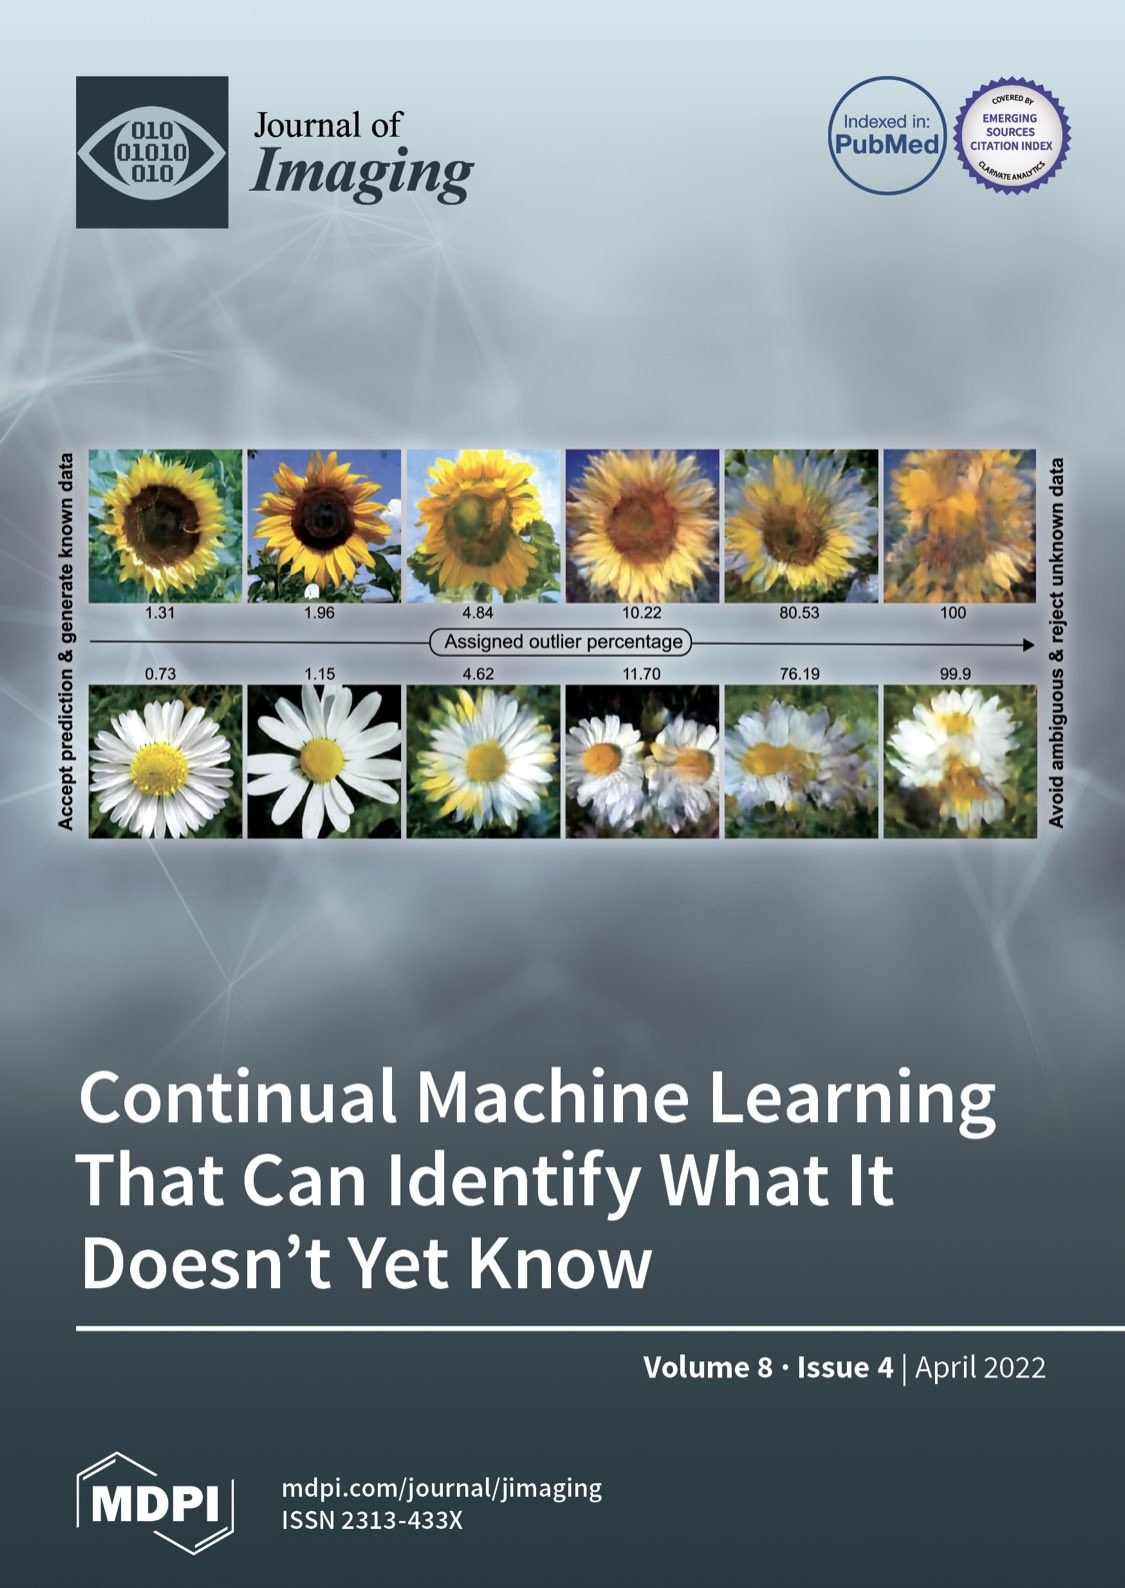 010
01010
010
Journal of
Imaging
Indexed in:
PubMed
COVERED BY
EMERGING
SOURCES
CITATION INDEX
CLARIVATE ANALYTICS
Accept prediction & generate known data
1.31 1.96 4.84 10.22 80.53 100
Assigned outlier percentage
0.73 1.15 4.62 11.70 76.19 99.9
Avoid ambiguous & reject unknown data
Continual Machine Learning
That Can Identify What It
Doesn’t Yet Know
Volume 8 · Issue 4 | April 2022
MDPI
mdpi.com/journal/jimaging
ISSN 2313-433X